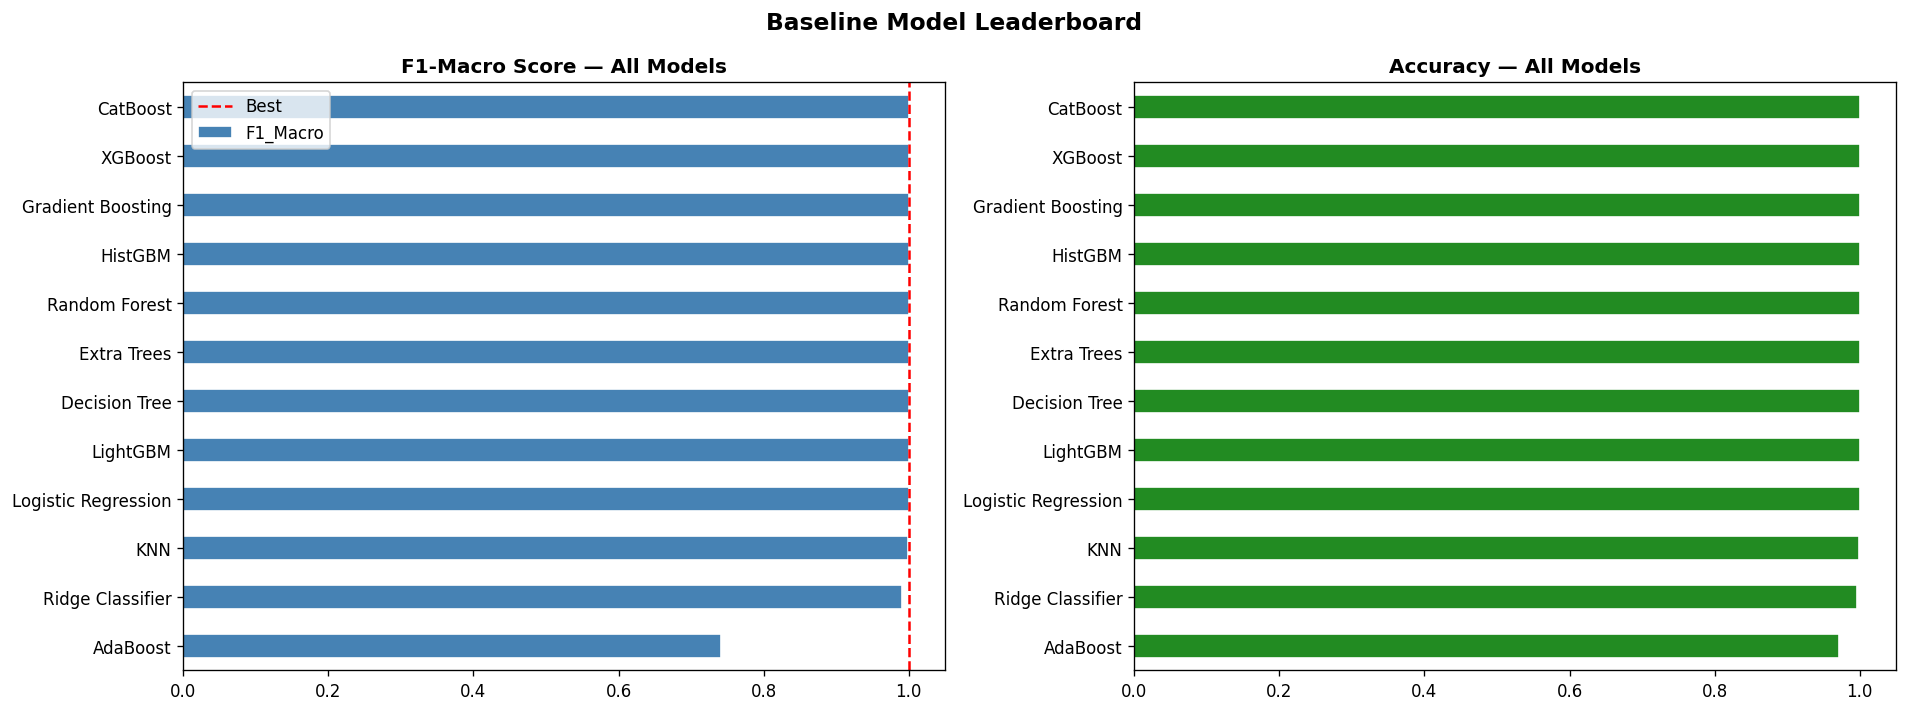 Baseline Model Leaderboard
F1-Macro Score — All Models
Best
F1_Macro
CatBoost
XGBoost
Gradient Boosting
HistGBM
Random Forest
Extra Trees
Decision Tree
LightGBM
Logistic Regression
KNN
Ridge Classifier
AdaBoost
0.0 0.2 0.4 0.6 0.8 1.0
Accuracy — All Models
CatBoost
XGBoost
Gradient Boosting
HistGBM
Random Forest
Extra Trees
Decision Tree
LightGBM
Logistic Regression
KNN
Ridge Classifier
AdaBoost
0.0 0.2 0.4 0.6 0.8 1.0